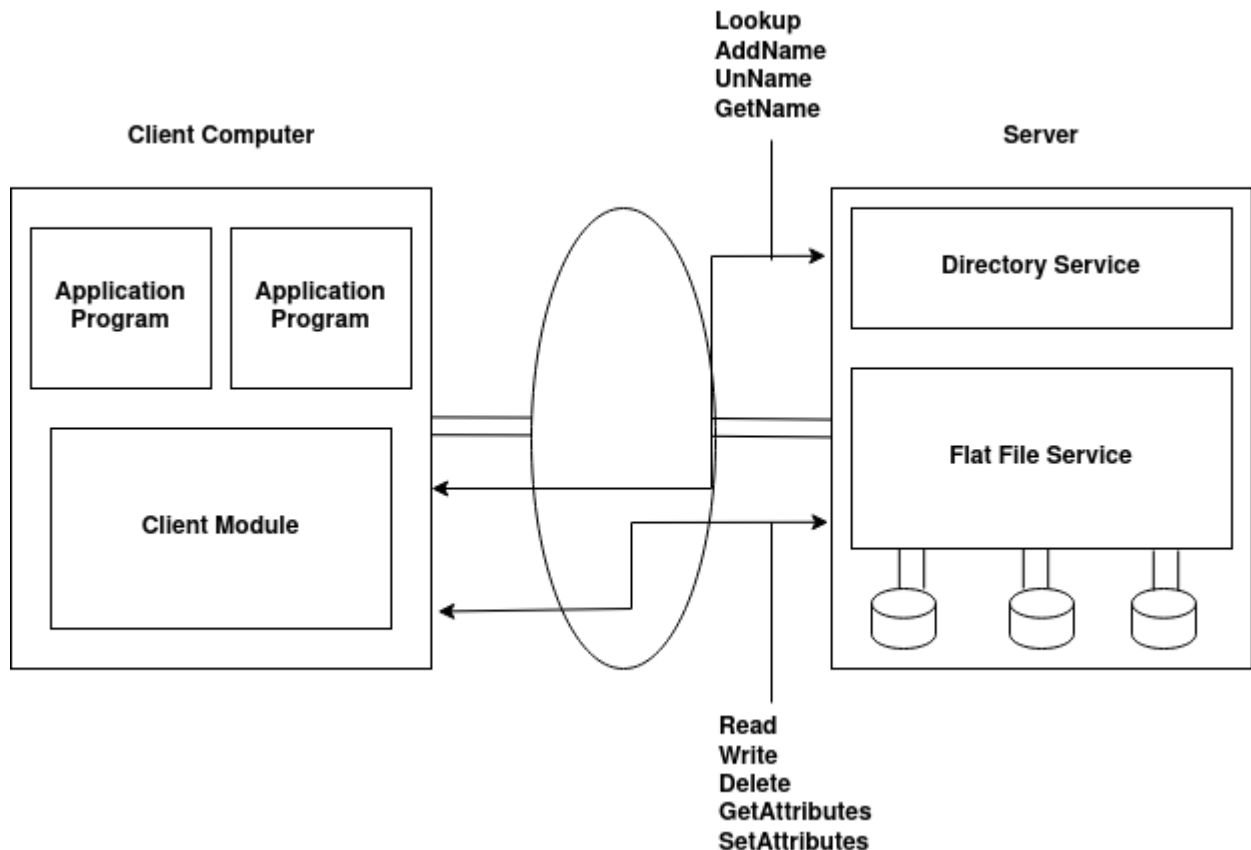 Lookup
AddName
UnName
GetName
Client Computer
Server
Application
Program
Application
Program
Directory Service
Flat File Service
Client Module
Read
Write
Delete
GetAttributes
SetAttributes